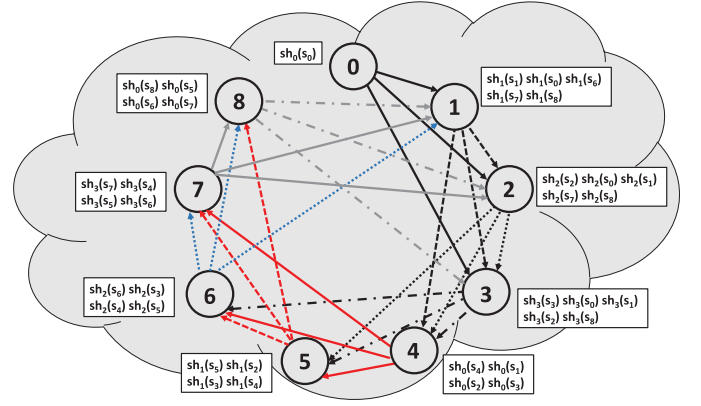 sh₀(s₀)
0
sh₀(s₈) sh₀(s₅)
sh₀(s₆) sh₀(s₇)
8
1
sh₁(s₁) sh₁(s₀) sh₁(s₆)
sh₁(s₇) sh₁(s₈)
sh₃(s₇) sh₃(s₄)
sh₃(s₅) sh₃(s₆)
7
2
sh₂(s₂) sh₂(s₀) sh₂(s₁)
sh₂(s₇) sh₂(s₈)
sh₂(s₆) sh₂(s₃)
sh₂(s₄) sh₂(s₅)
6
3
sh₃(s₃) sh₃(s₀) sh₃(s₁)
sh₃(s₂) sh₃(s₈)
sh₁(s₅) sh₁(s₂)
sh₁(s₃) sh₁(s₄)
5
4
sh₀(s₄) sh₀(s₁)
sh₀(s₂) sh₀(s₃)